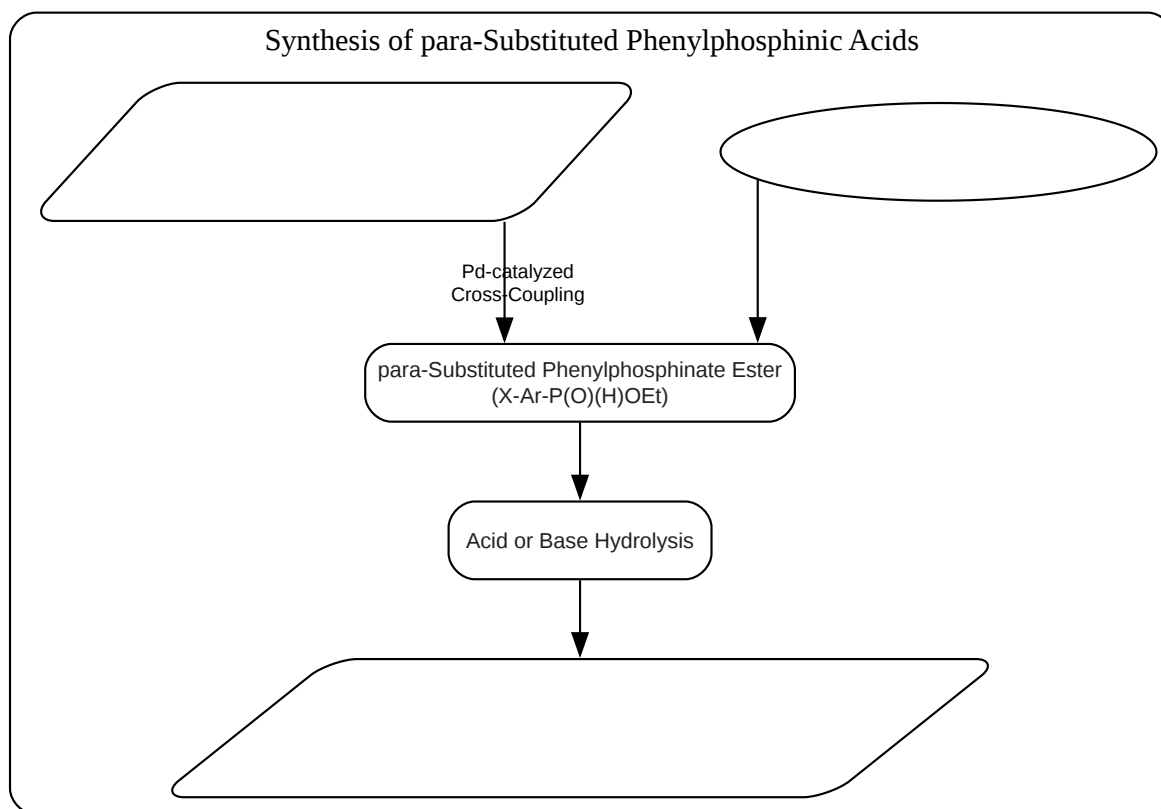 Synthesis of para-Substituted Phenylphosphinic Acids
Pd-catalyzed
Cross-Coupling
para-Substituted Phenylphosphinate Ester
(X-Ar-P(O)(H)OEt)
Acid or Base Hydrolysis